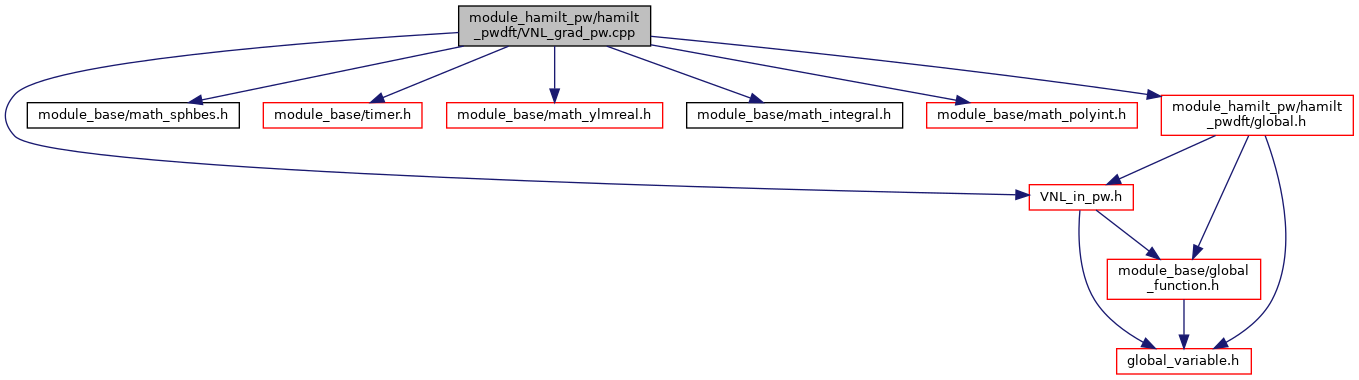 module_hamilt_pw/hamilt
_pwdft/VNL_grad_pw.cpp
module_base/math_sphbes.h
module_base/timer.h
module_base/math_ylmreal.h
module_base/math_integral.h
module_base/math_polyint.h
module_hamilt_pw/hamilt
_pwdft/global.h
VNL_in_pw.h
module_base/global
_function.h
global_variable.h